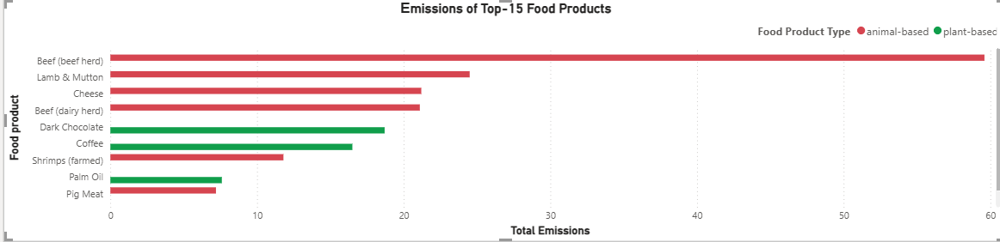 Emissions of Top-15 Food Products
Food Product Type animal-based plant-based
Food product
Beef (beef herd)
Lamb & Mutton
Cheese
Beef (dairy herd)
Dark Chocolate
Coffee
Shrimps (farmed)
Palm Oil
Pig Meat
0 10 20 30 40 50 60
Total Emissions